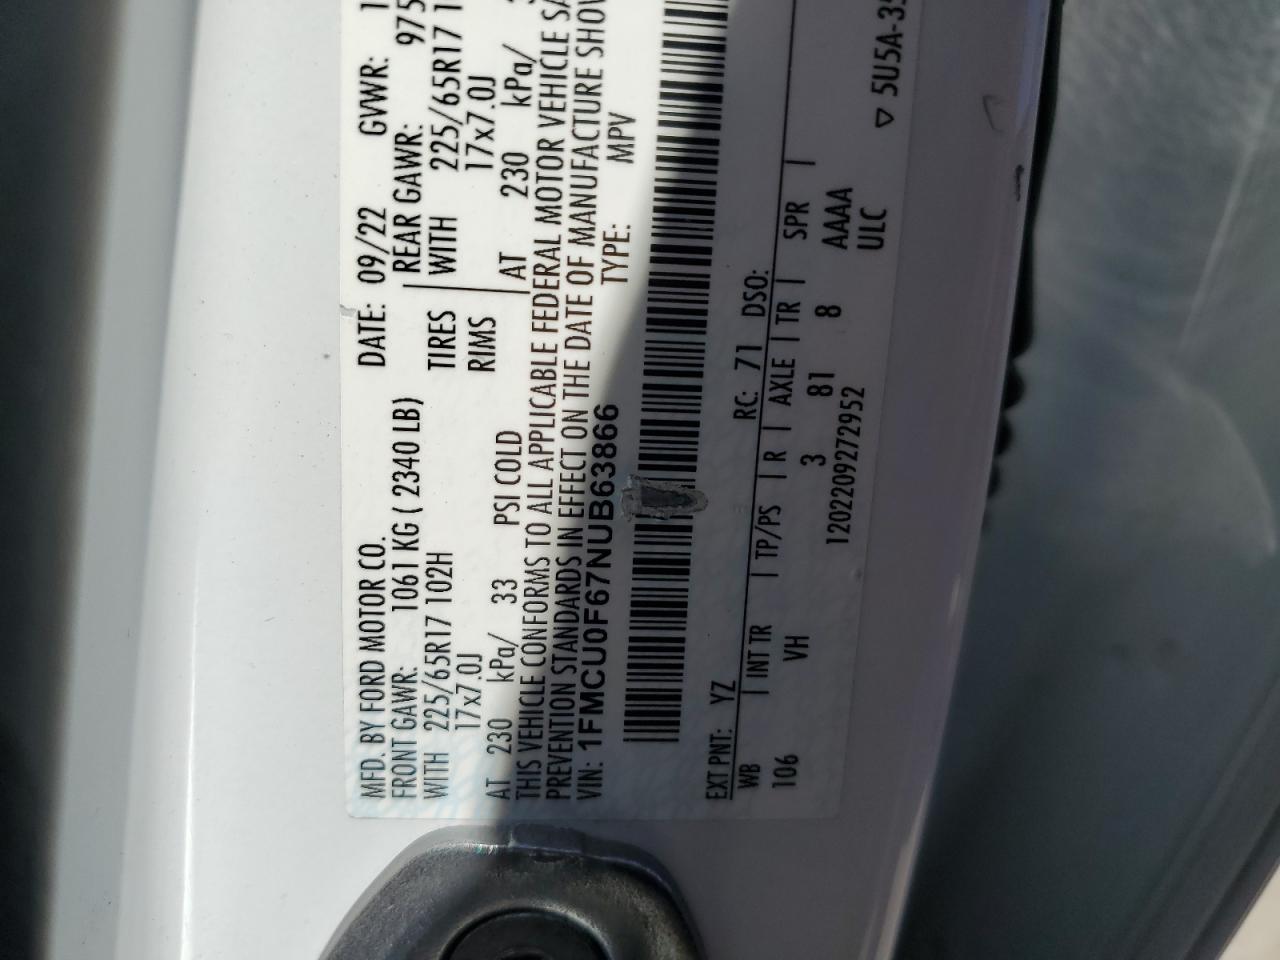 MFD. BY FORD MOTOR CO.
DATE: 09/22 GVWR:
FRONT GAWR: 1061 KG ( 2340 LB) REAR GAWR: 975
WITH 225/65R17 102H TIRES WITH 225/65R17
17x7.0J RIMS 17x7.0J
AT 230 kPa/ 33 PSI COLD AT 230 kPa/
THIS VEHICLE CONFORMS TO ALL APPLICABLE FEDERAL MOTOR VEHICLE
PREVENTION STANDARDS IN EFFECT ON THE DATE OF MANUFACTURE
VIN: 1FMCU0F67NUB63866 TYPE: MPV
EXT PNT: YZ RC: 71 DSO:
WB INT TR TP/PS R AXLE TR SPR
106 VH 3 81 8 AAAA
ULC
1202209272952
▽ 5U5A-